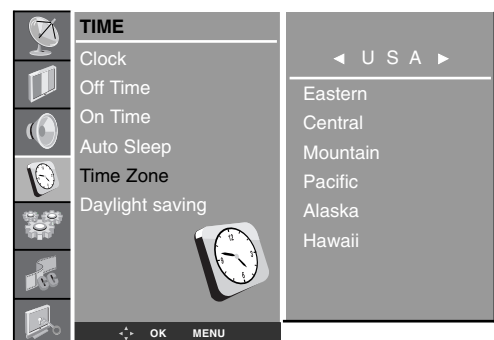 TIME
Clock
Off Time
On Time
Auto Sleep
Time Zone
Daylight saving
OK MENU
◄ U S A ►
Eastern
Central
Mountain
Pacific
Alaska
Hawaii